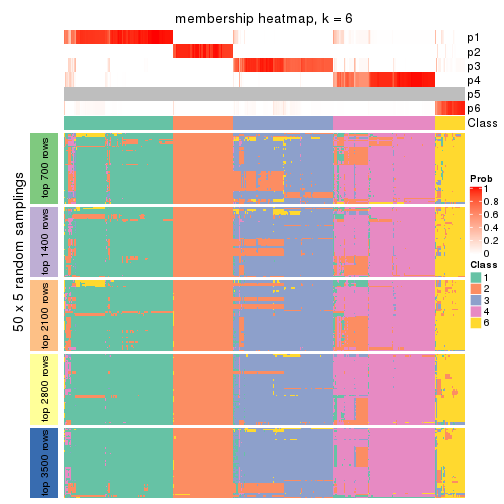 membership heatmap, k = 6
p1
p2
p3
p4
p5
p6
Class
50 x 5 random samplings
top 700 rows
top 1400 rows
top 2100 rows
top 2800 rows
top 3500 rows
Prob
1
0.8
0.6
0.4
0.2
0
Class
1
2
3
4
6